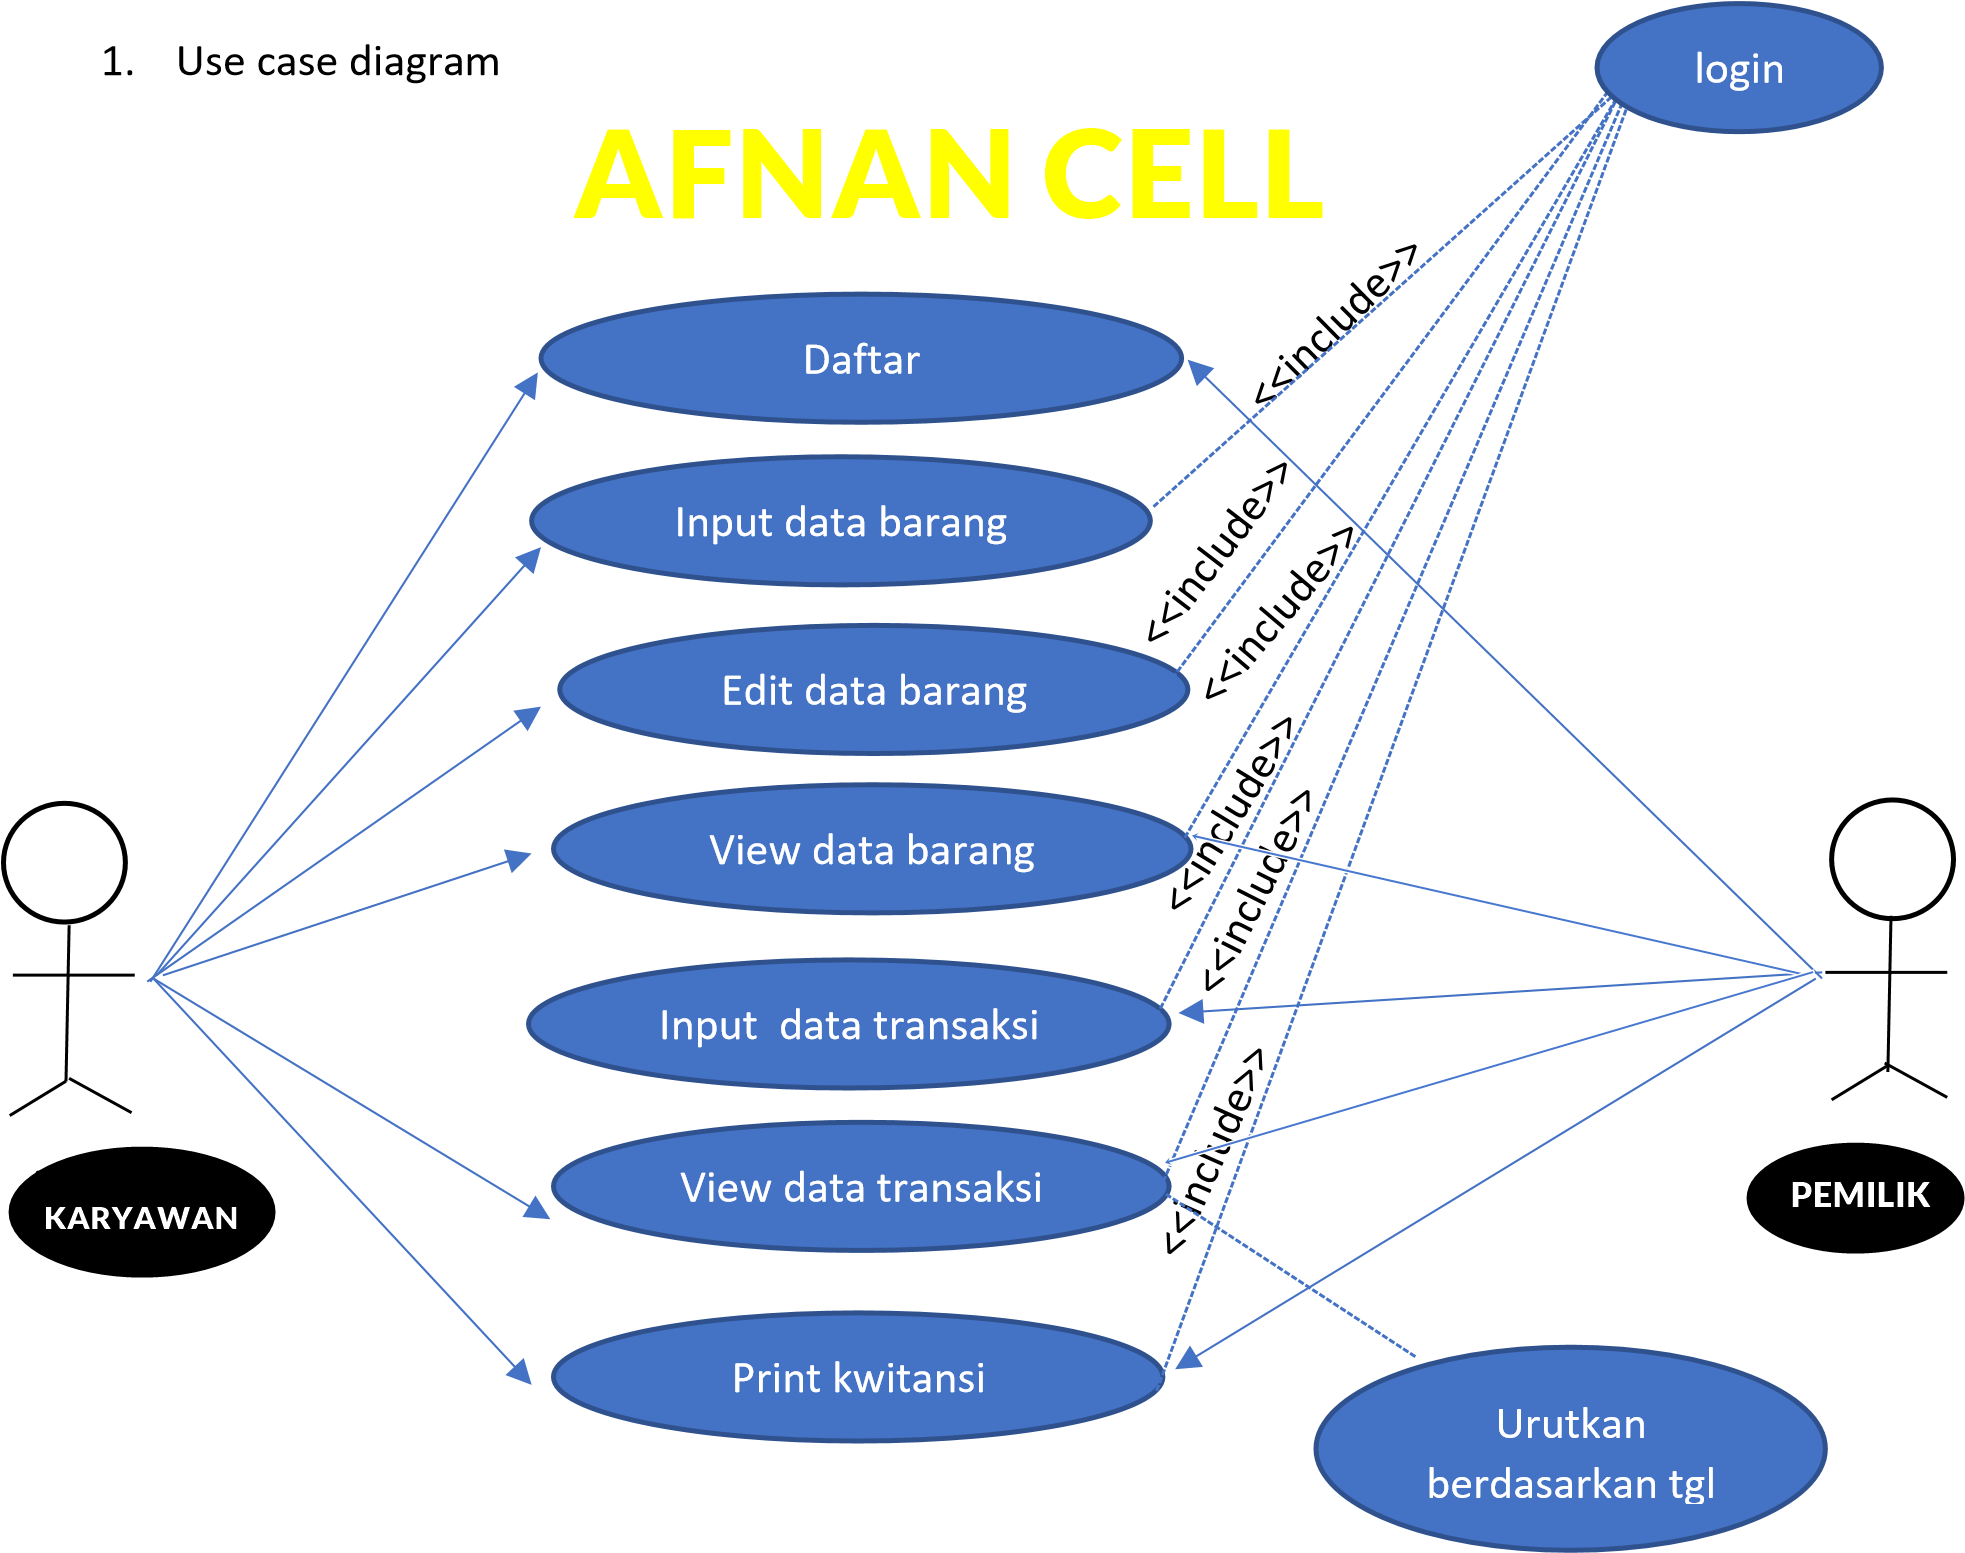 1. Use case diagram
login
AFNAN CELL
<<include>>
Daftar
<<include>>
Input data barang
<<include>>
Edit data barang
<<include>>
View data barang
<<include>>
Input  data transaksi
<<include>>
View data transaksi
KARYAWAN
PEMILIK
Print kwitansi
Urutkan
berdasarkan tgl